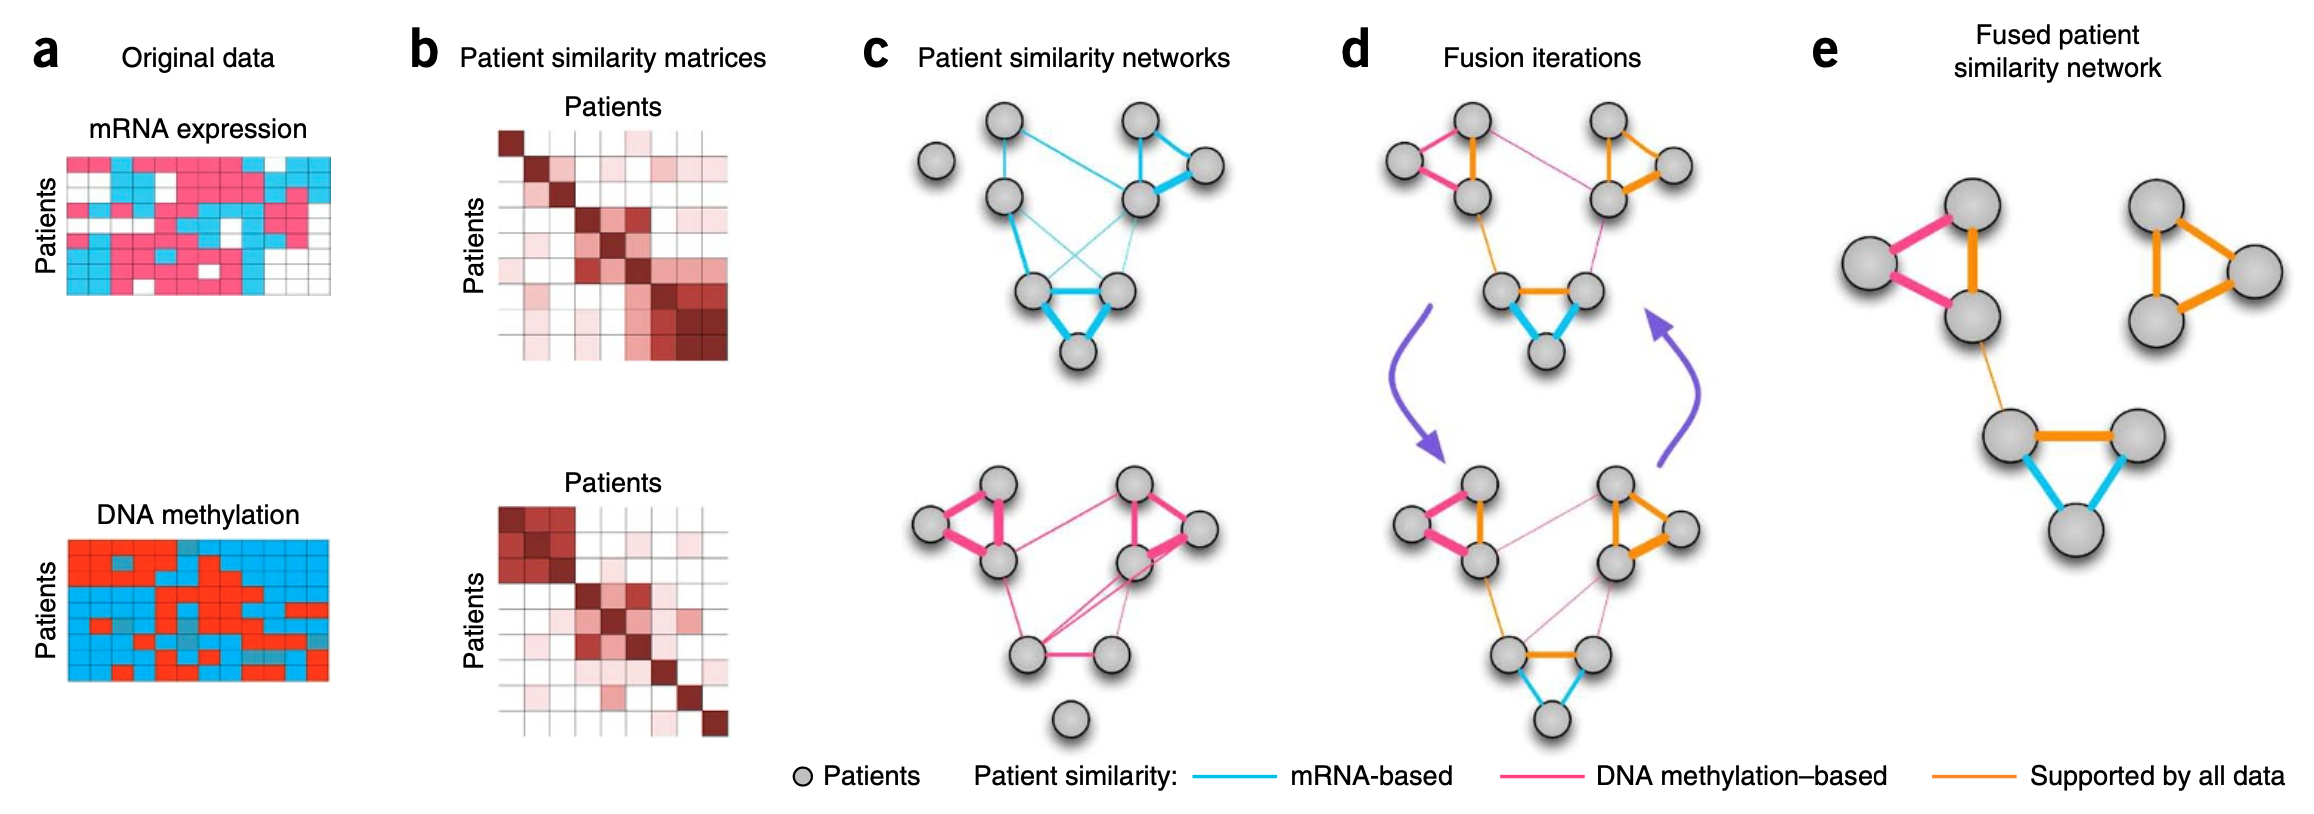 a Original data
mRNA expression
Patients
DNA methylation
Patients
b Patient similarity matrices
Patients
Patients
Patients
Patients
c Patient similarity networks
d Fusion iterations
e Fused patient
similarity network
Patients Patient similarity: mRNA-based DNA methylation–based Supported by all data